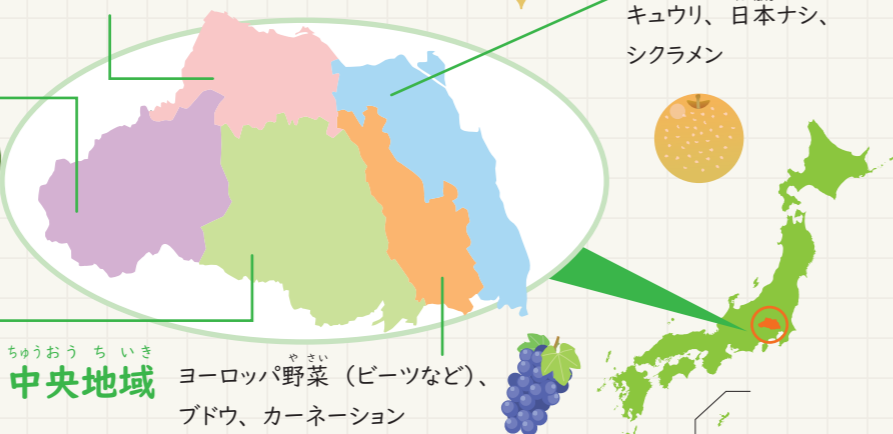 キュウリ、日本ナシ、
シクラメン
ちゅうおう ち いき
中央地域
や さい
ヨーロッパ野菜（ビーツなど）、
ブドウ、カーネーション